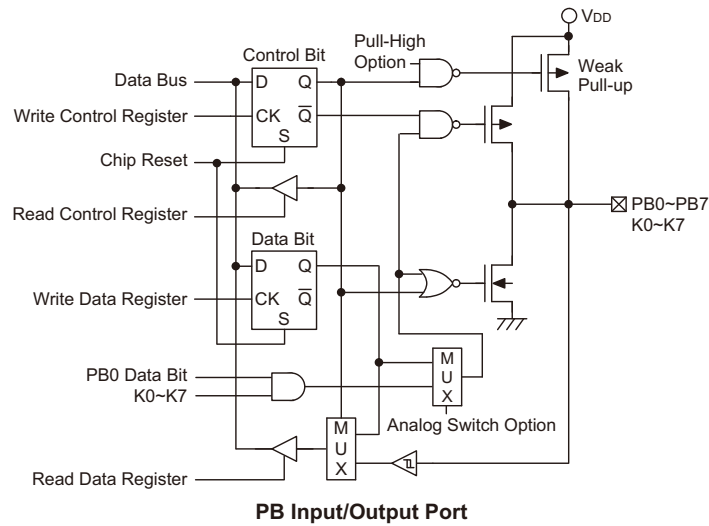 VDD
Control Bit
Pull-High
Option
Weak
Pull-up
Data Bus
D
Q
Write Control Register
CK
Q
S
Chip Reset
PB0~PB7
K0~K7
Read Control Register
Data Bit
D
Q
Write Data Register
CK
Q
S
M
U
X
PB0 Data Bit
K0~K7
Analog Switch Option
M
U
X
Read Data Register
PB Input/Output Port